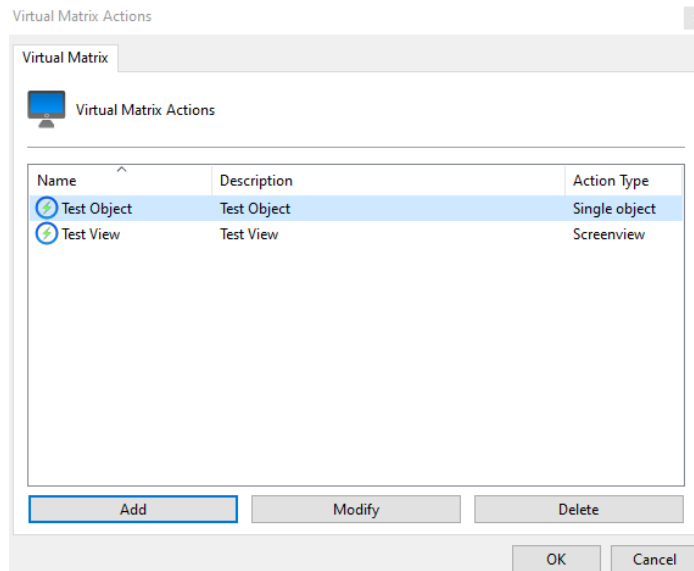 Virtual Matrix Actions
Virtual Matrix
Virtual Matrix Actions
Name Description Action Type
Test Object Test Object Single object
Test View Test View Screenview
Add Modify Delete
OK Cancel